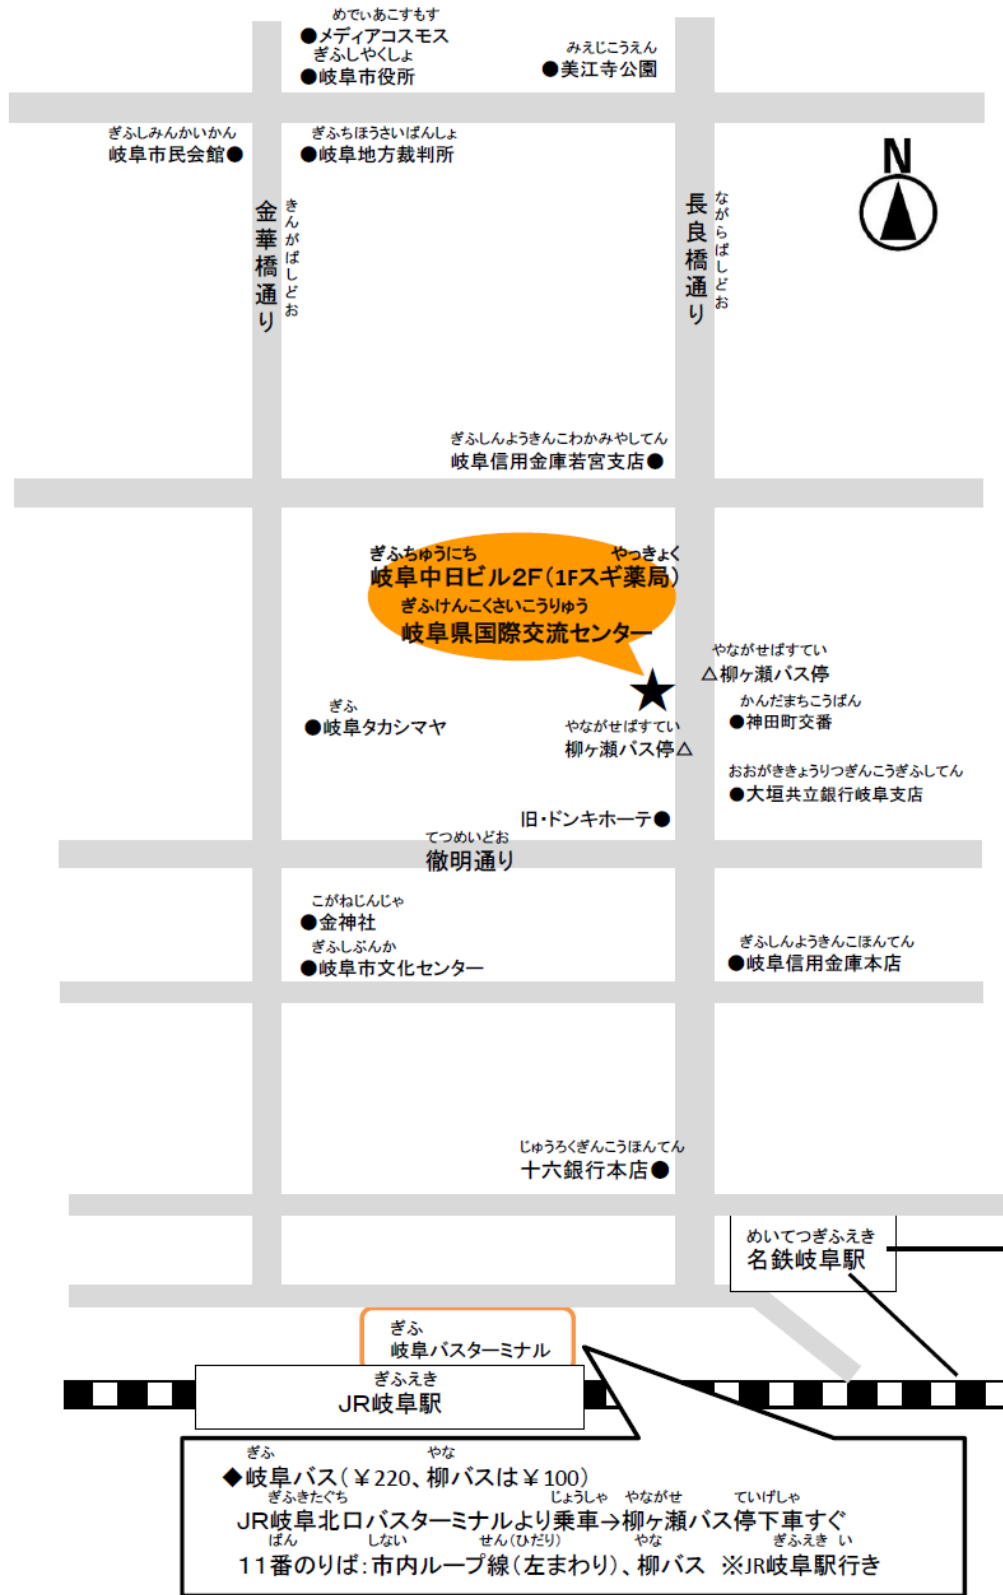 めでぃあこすもす
●メディアコスモス
ぎふしやくしょ
●岐阜市役所
みえじこうえん
●美江寺公園
ぎふしみんかいかん
岐阜市民会館●
ぎふちほうさいばんしょ
●岐阜地方裁判所
N
金華橋通り
きんがばしどお
長良橋通り
ながらばしどお
ぎふしんようきんこわかみやしてん
岐阜信用金庫若宮支店●
ぎふちゅうにち やっきょく
岐阜中日ビル2F(1Fスギ薬局)
ぎふけんこくさいこうりゅう
岐阜県国際交流センター
★
やながせばすてい
△柳ヶ瀬バス停
かんだまちこうばん
●神田町交番
ぎふ
●岐阜タカシマヤ
やながせばすてい
柳ヶ瀬バス停△
おおがききょうりつぎんこうぎふしてん
●大垣共立銀行岐阜支店
旧・ドンキホーテ●
てつめいどお
徹明通り
こがねじんじゃ
●金神社
ぎふしぶんか
●岐阜市文化センター
ぎふしんようきんこほんてん
●岐阜信用金庫本店
じゅうろくぎんこうほんてん
十六銀行本店●
めいてつぎふえき
名鉄岐阜駅
ぎふ
岐阜バスターミナル
ぎふえき
JR岐阜駅
ぎふ やな
◆岐阜バス(￥220、柳バスは￥100)
ぎふきたぐち じょうしゃ やながせ ていげしゃ
JR岐阜北口バスターミナルより乗車→柳ヶ瀬バス停下車すぐ
ばん しない せん(ひだり) やな ぎふえき い
11番のりば：市内ループ線(左まわり)、柳バス ※JR岐阜駅行き